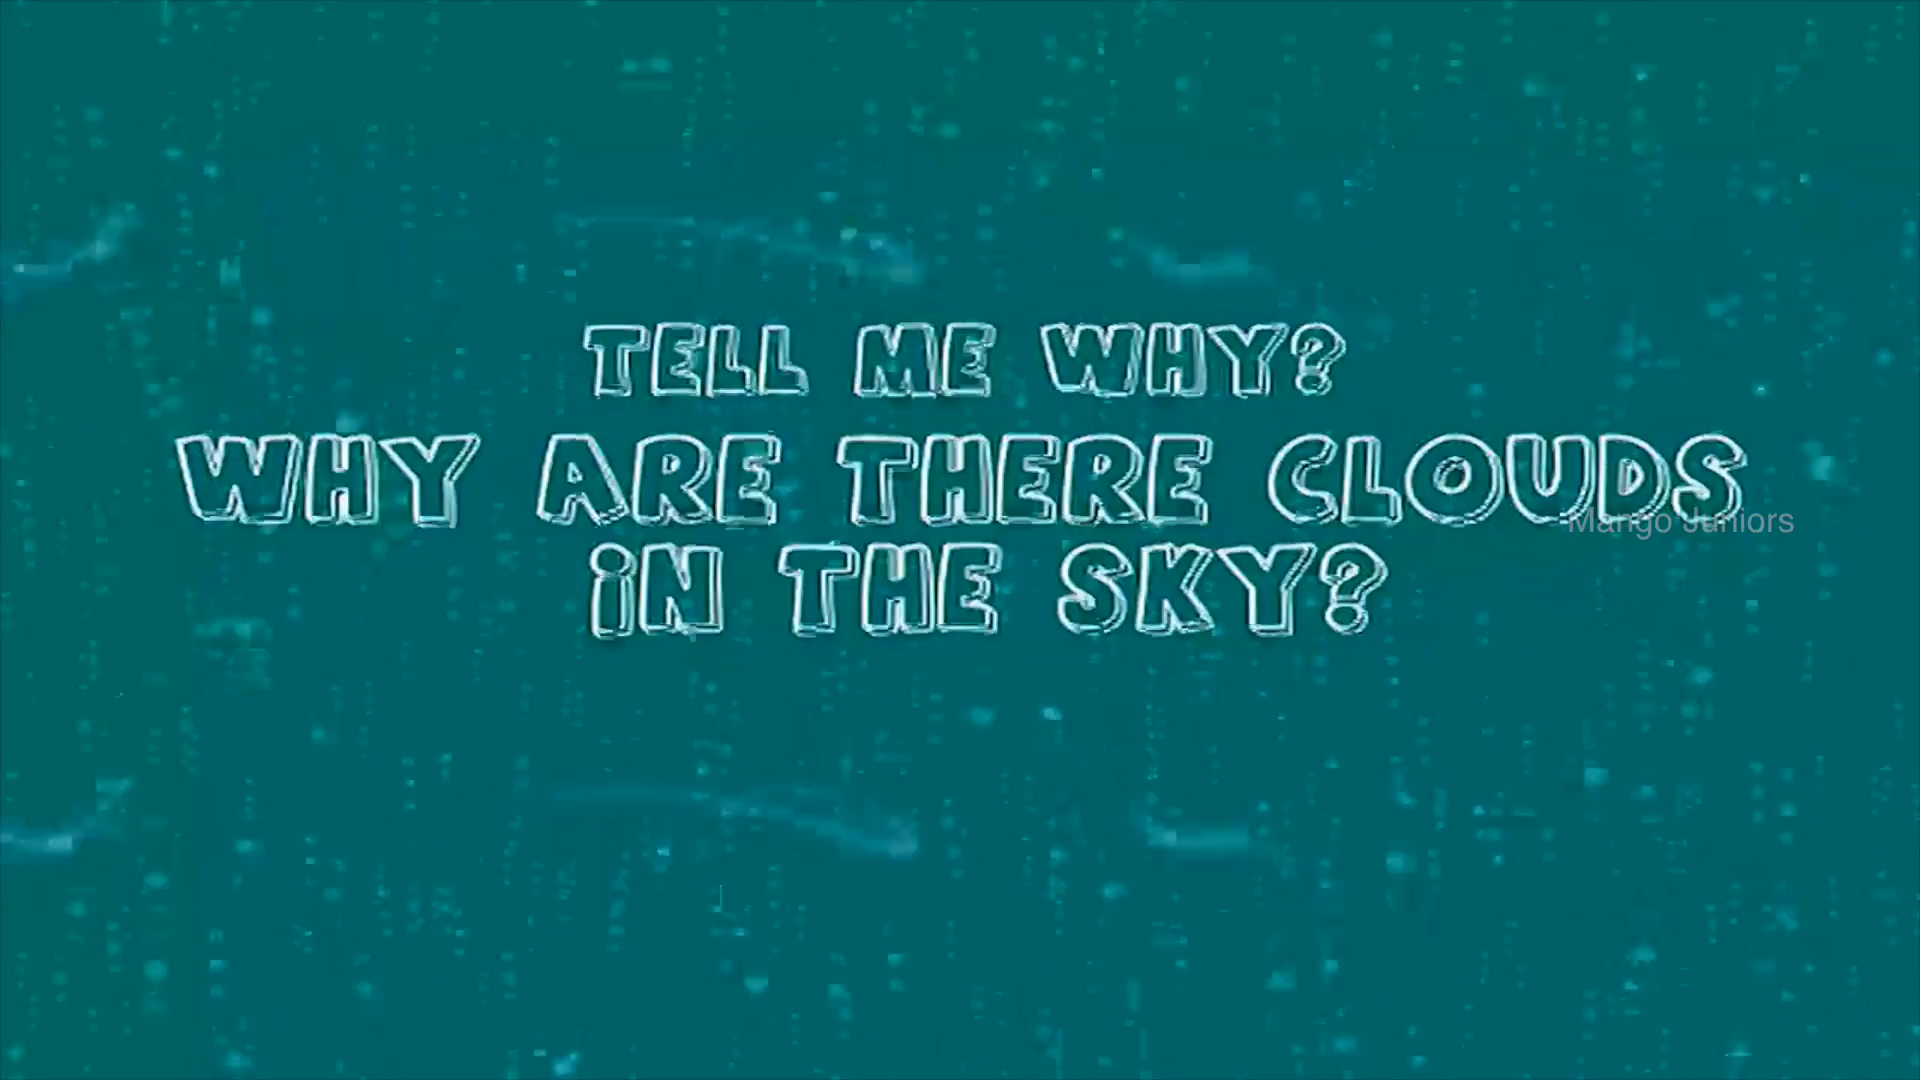 TELL ME WHY?
WHY ARE THERE CLOUDS
iN THE SKY?
Mango Juniors